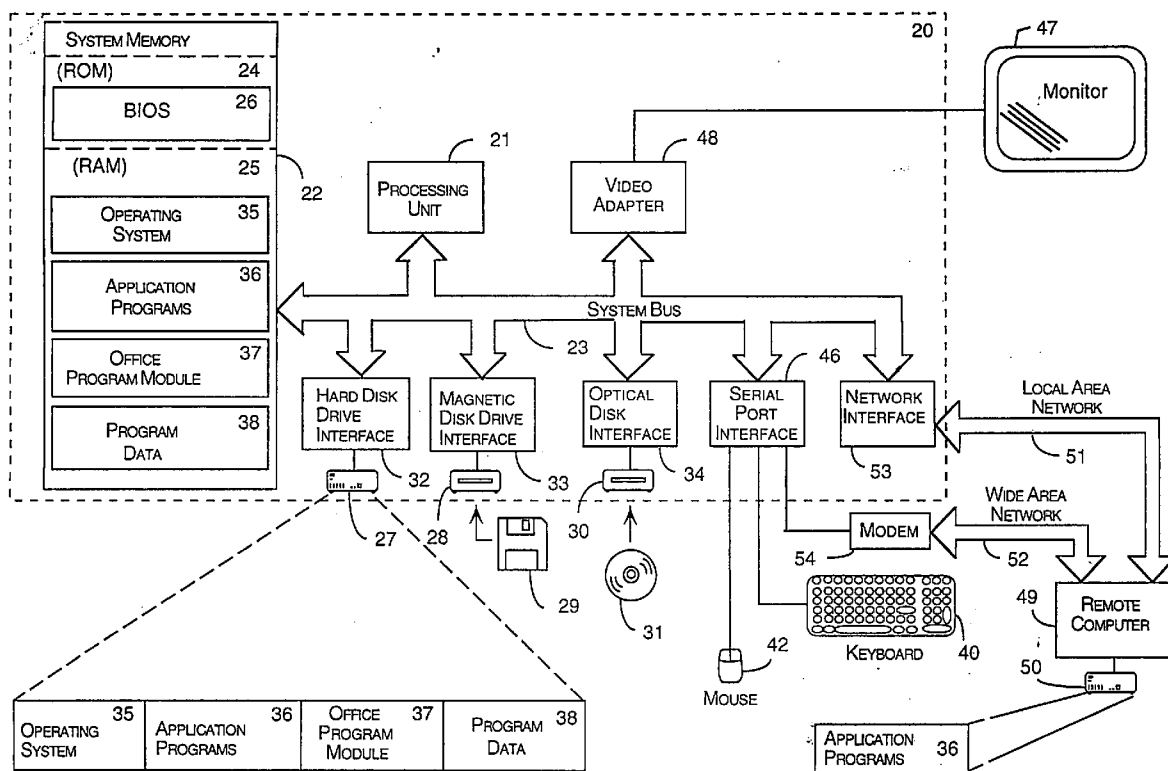 SYSTEM MEMORY
(ROM) 24
BIOS 26
(RAM) 25
22
OPERATING SYSTEM 35
APPLICATION PROGRAMS 36
OFFICE PROGRAM MODULE 37
PROGRAM DATA 38
20
47
Monitor
21
PROCESSING UNIT
48
VIDEO ADAPTER
SYSTEM BUS
23
HARD DISK DRIVE INTERFACE
32
MAGNETIC DISK DRIVE INTERFACE
33
OPTICAL DISK INTERFACE
34
46
SERIAL PORT INTERFACE
NETWORK INTERFACE
53
LOCAL AREA NETWORK
51
27
28
29
30
31
WIDE AREA NETWORK
52
MODEM
54
KEYBOARD
40
42
MOUSE
49
REMOTE COMPUTER
50
OPERATING SYSTEM 35
APPLICATION PROGRAMS 36
OFFICE PROGRAM MODULE 37
PROGRAM DATA 38
APPLICATION PROGRAMS 36